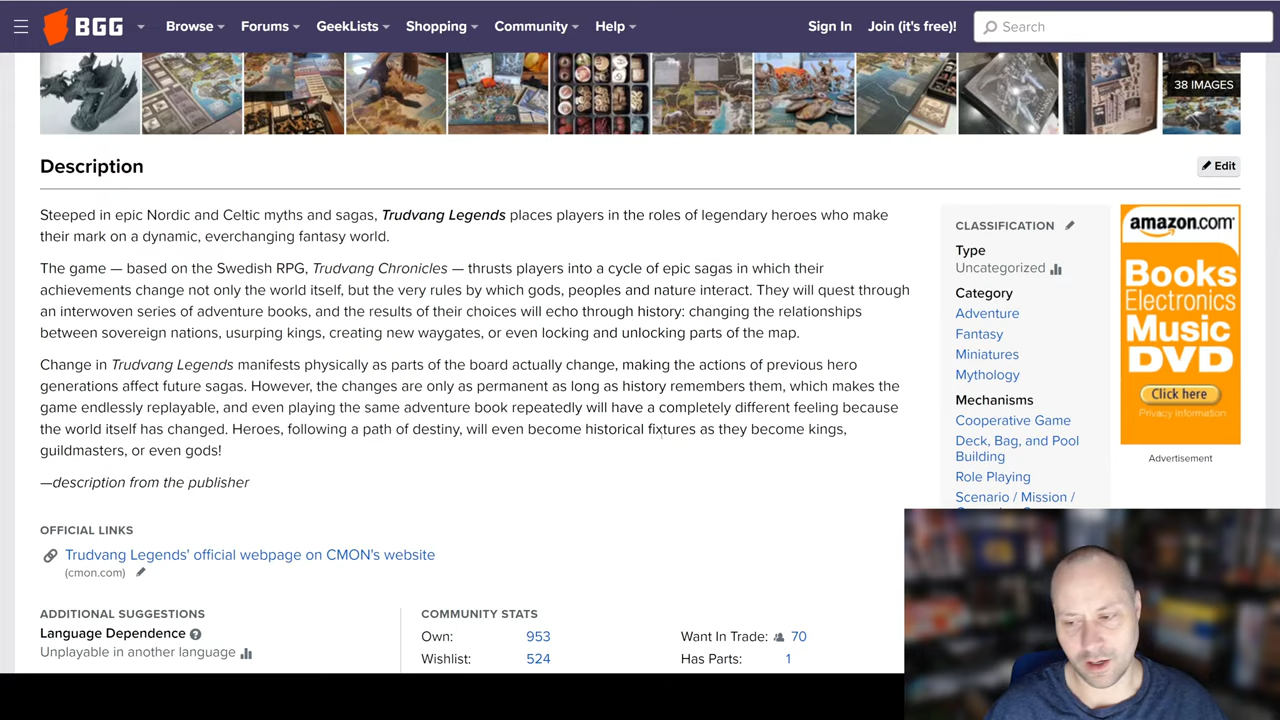 BGG
Browse
Forums
GeekLists
Shopping
Community
Help
Sign In
Join (it's free)!
Search
38 IMAGES
Description
Edit
Steeped in epic Nordic and Celtic myths and sagas, Trudvang Legends places players in the roles of legendary heroes who make
their mark on a dynamic, everchanging fantasy world.
The game — based on the Swedish RPG, Trudvang Chronicles — thrusts players into a cycle of epic sagas in which their
achievements change not only the world itself, but the very rules by which gods, peoples and nature interact. They will quest through
an interwoven series of adventure books, and the results of their choices will echo through history: changing the relationships
between sovereign nations, usurping kings, creating new waygates, or even locking and unlocking parts of the map.
Change in Trudvang Legends manifests physically as parts of the board actually change, making the actions of previous hero
generations affect future sagas. However, the changes are only as permanent as long as history remembers them, which makes the
game endlessly replayable, and even playing the same adventure book repeatedly will have a completely different feeling because
the world itself has changed. Heroes, following a path of destiny, will even become historical fixtures as they become kings,
guildmasters, or even gods!
—description from the publisher
OFFICIAL LINKS
Trudvang Legends' official webpage on CMON's website
(cmon.com)
ADDITIONAL SUGGESTIONS
Language Dependence
Unplayable in another language
COMMUNITY STATS
Own: 953
Want In Trade: 70
Wishlist: 524
Has Parts: 1
CLASSIFICATION
Type
Uncategorized
Category
Adventure
Fantasy
Miniatures
Mythology
Mechanisms
Cooperative Game
Deck, Bag, and Pool
Building
Role Playing
Scenario / Mission /
amazon.com
Books
Electronics
Music
DVD
Click here
Privacy Information
Advertisement